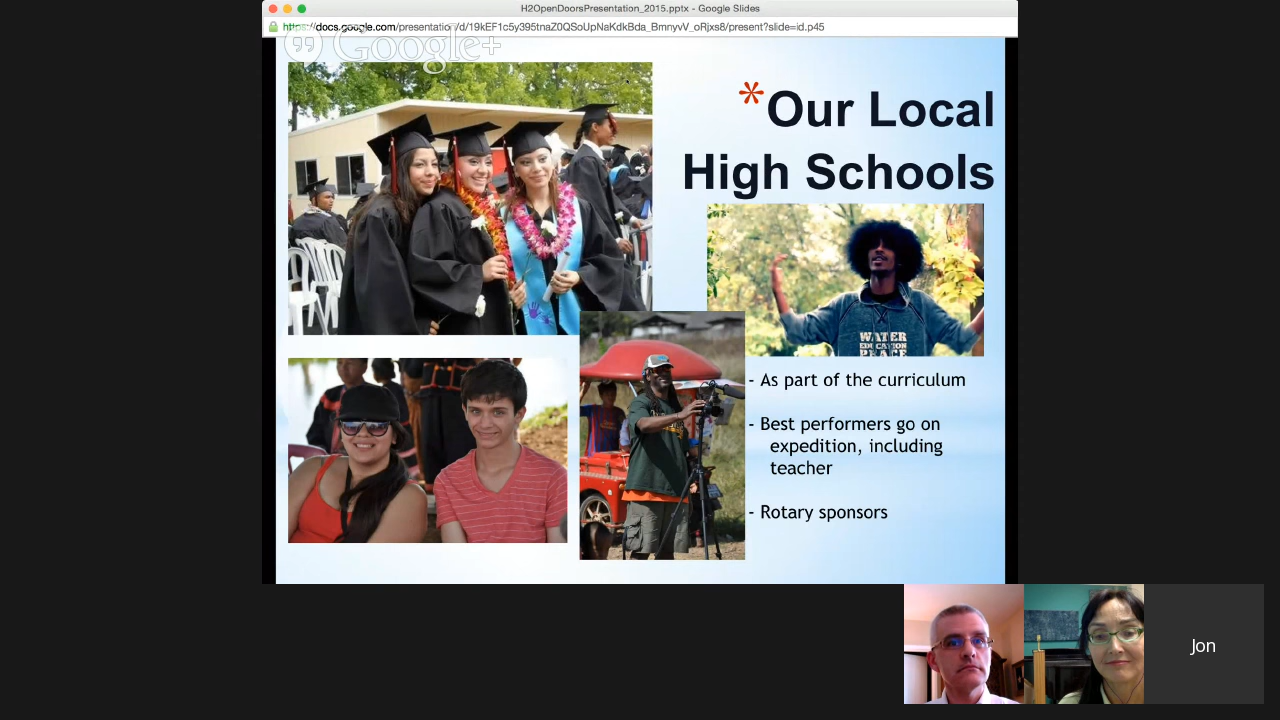 H2OpenDoorsPresentation_2015.pptx - Google Slides
https://docs.google.com/presentation/d/19kEF1c5y395tnaZ0QSoUpNaKdkBda_BmnyvV_oRjxs8/present?slide=id.p45
Google+
*Our Local
High Schools
WATER
EDUCATION
PEACE
- As part of the curriculum
- Best performers go on
expedition, including
teacher
- Rotary sponsors
Jon